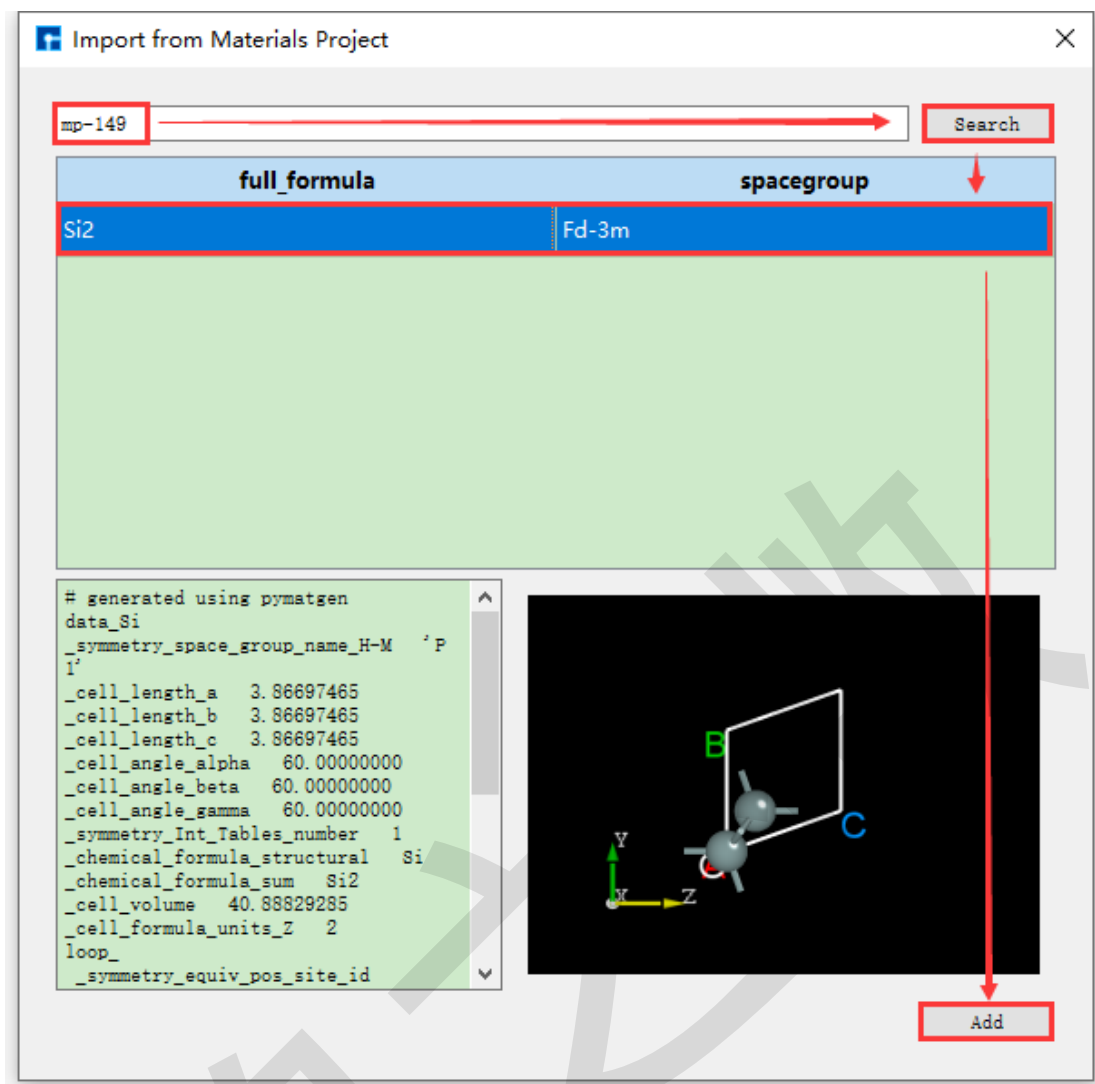 Import from Materials Project
mp-149
Search
full_formula spacegroup
Si2 Fd-3m
# generated using pymatgen
data_Si
_symmetry_space_group_name_H-M 'P
1'
_cell_length_a 3.86697465
_cell_length_b 3.86697465
_cell_length_c 3.86697465
_cell_angle_alpha 60.00000000
_cell_angle_beta 60.00000000
_cell_angle_gamma 60.00000000
_symmetry_Int_Tables_number 1
_chemical_formula_structural Si
_chemical_formula_sum Si2
_cell_volume 40.88829285
_cell_formula_units_Z 2
loop_
_symmetry_equiv_pos_site_id
B
C
A
Y
X
Z
Add